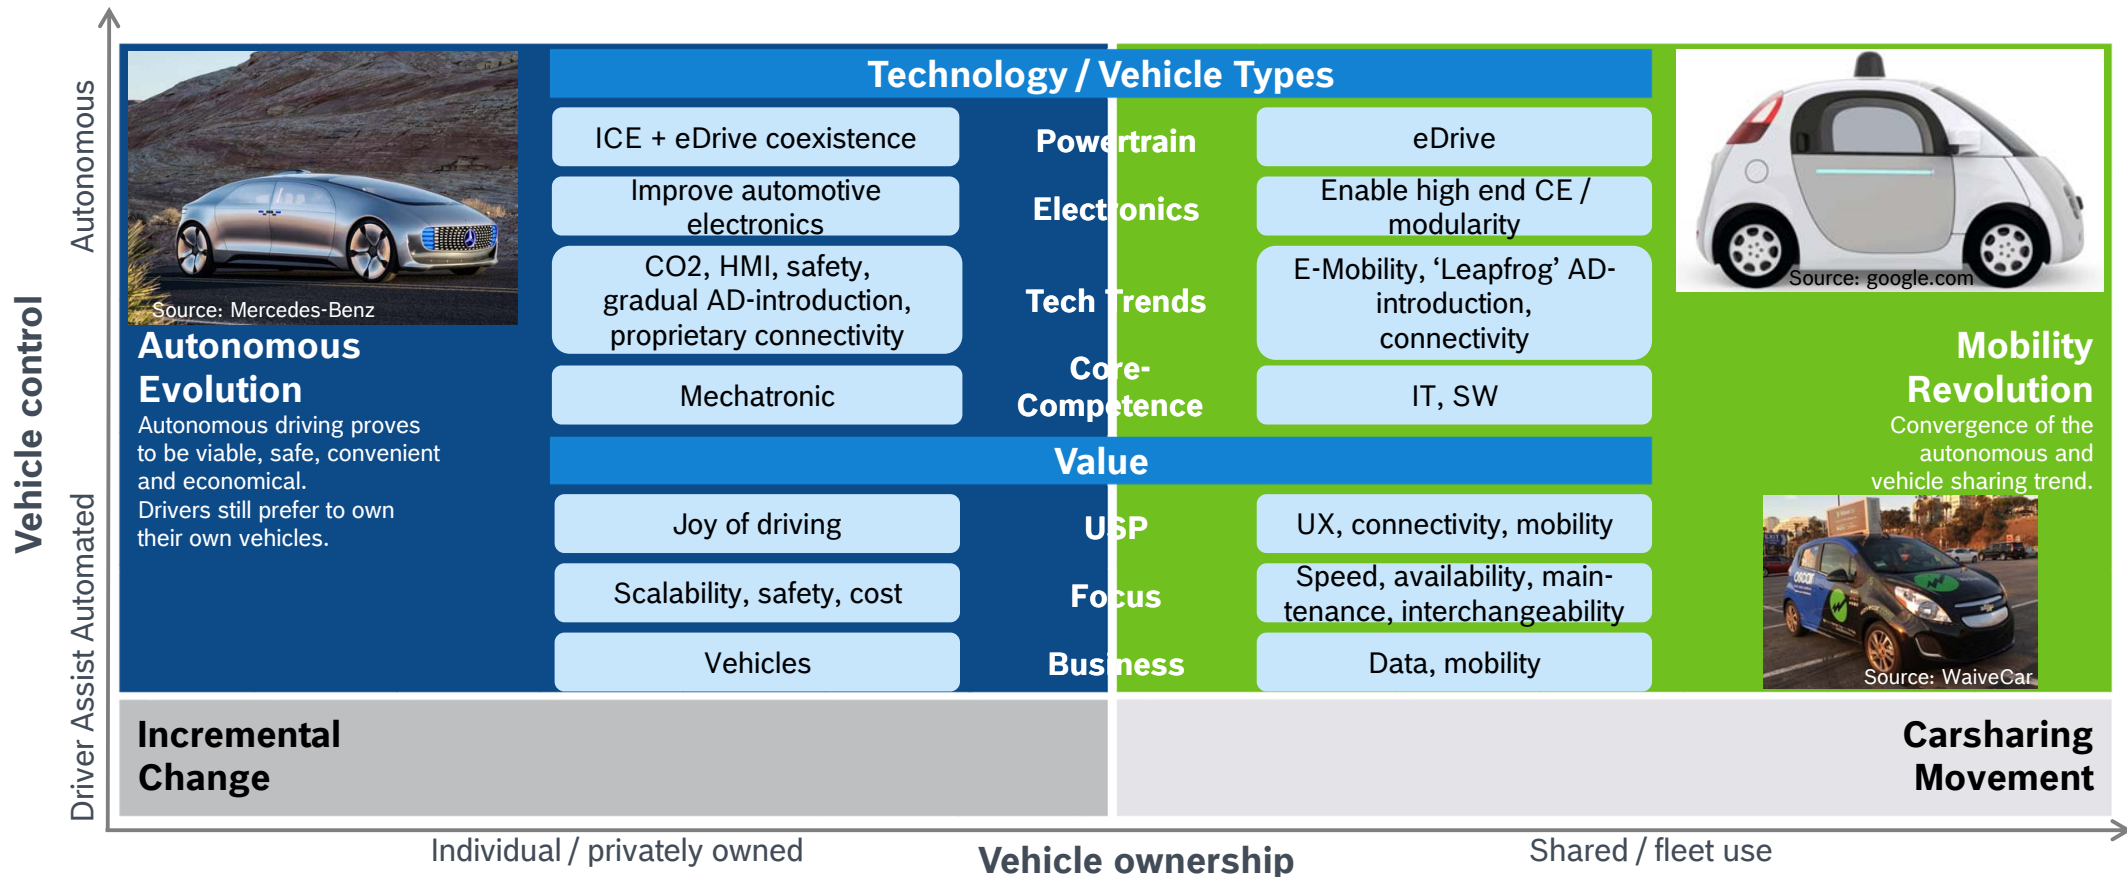 Technology / Vehicle Types
Autonomous
Driver Assist Automated
Vehicle control
Source: Mercedes-Benz
Autonomous
Evolution
Autonomous driving proves
to be viable, safe, convenient
and economical.
Drivers still prefer to own
their own vehicles.
ICE + eDrive coexistence
Powertrain
eDrive
Improve automotive
electronics
Electronics
Enable high end CE /
modularity
CO2, HMI, safety,
gradual AD-introduction,
proprietary connectivity
Tech Trends
E-Mobility, ‘Leapfrog’ AD-
introduction,
connectivity
Mechatronic
Core-
Competence
IT, SW
Value
Joy of driving
USP
UX, connectivity, mobility
Scalability, safety, cost
Focus
Speed, availability, main-
tenance, interchangeability
Vehicles
Business
Data, mobility
Source: google.com
Mobility
Revolution
Convergence of the
autonomous and
vehicle sharing trend.
oscar
Source: WaiveCar
Incremental
Change
Carsharing
Movement
Individual / privately owned
Vehicle ownership
Shared / fleet use